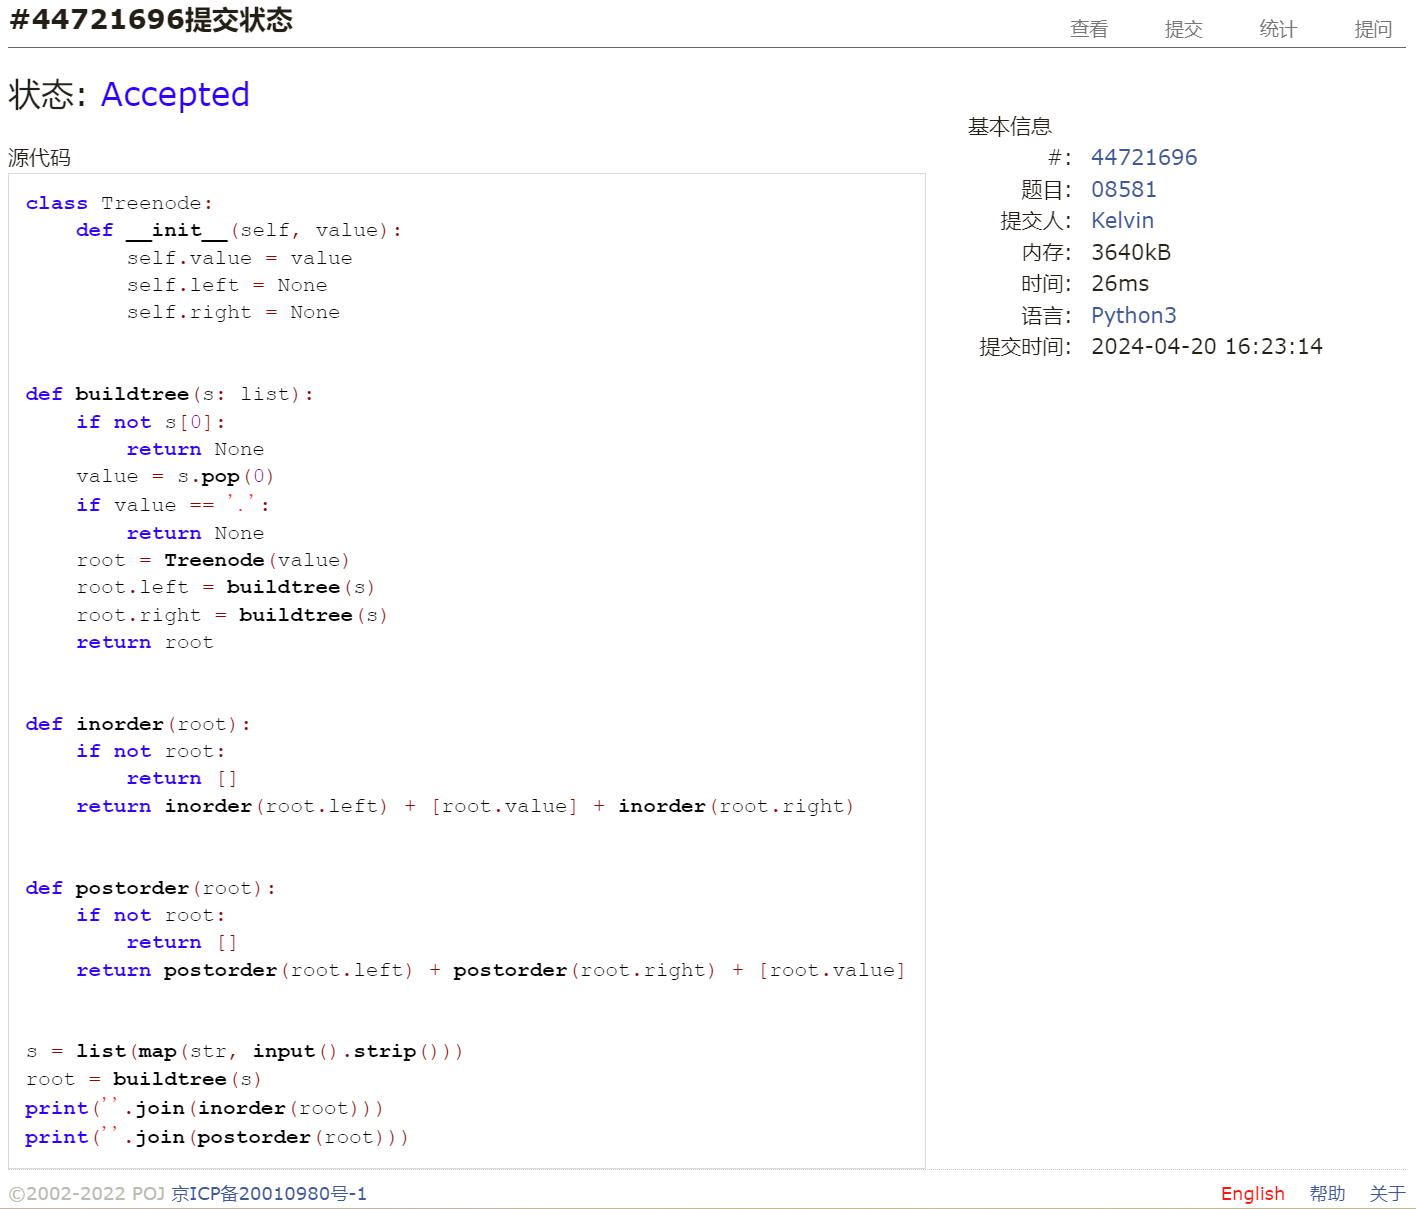 #44721696提交状态
查看 提交 统计 提问
状态: Accepted
源代码
class Treenode:
    def __init__(self, value):
        self.value = value
        self.left = None
        self.right = None
def buildtree(s: list):
    if not s[0]:
        return None
    value = s.pop(0)
    if value == '.':
        return None
    root = Treenode(value)
    root.left = buildtree(s)
    root.right = buildtree(s)
    return root
def inorder(root):
    if not root:
        return []
    return inorder(root.left) + [root.value] + inorder(root.right)
def postorder(root):
    if not root:
        return []
    return postorder(root.left) + postorder(root.right) + [root.value]
s = list(map(str, input().strip()))
root = buildtree(s)
print(''.join(inorder(root)))
print(''.join(postorder(root)))
基本信息
#: 44721696
题目: 08581
提交人: Kelvin
内存: 3640kB
时间: 26ms
语言: Python3
提交时间: 2024-04-20 16:23:14
©2002-2022 POJ 京ICP备20010980号-1
English 帮助 关于